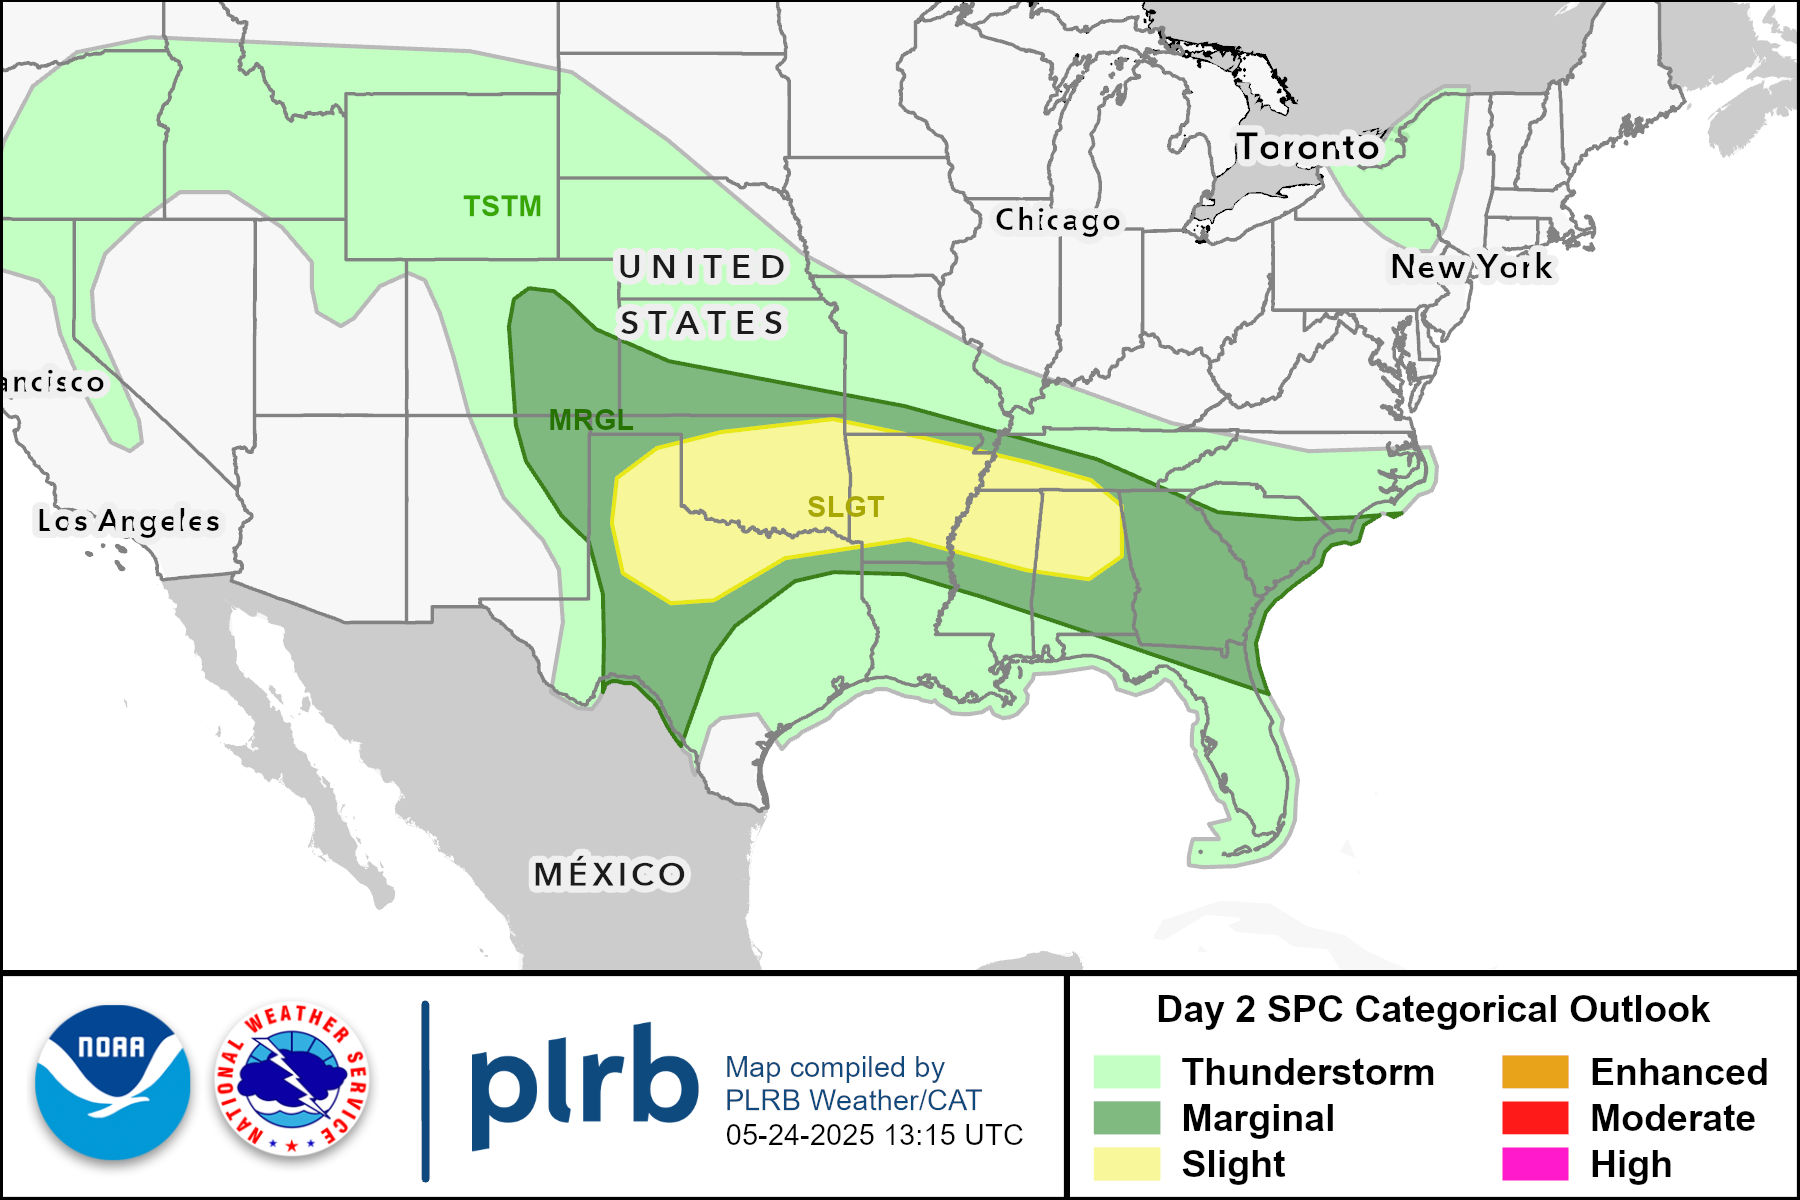 Toronto
TSTM
Chicago
UNITED
New York
STATES
ancisco
MRGL
SLGT
Los Angeles
MÉXICO
NOAA
NATIONAL WEATHER SERVICE
plrb
Map compiled by
PLRB Weather/CAT
05-24-2025 13:15 UTC
Day 2 SPC Categorical Outlook
Thunderstorm
Enhanced
Marginal
Moderate
Slight
High